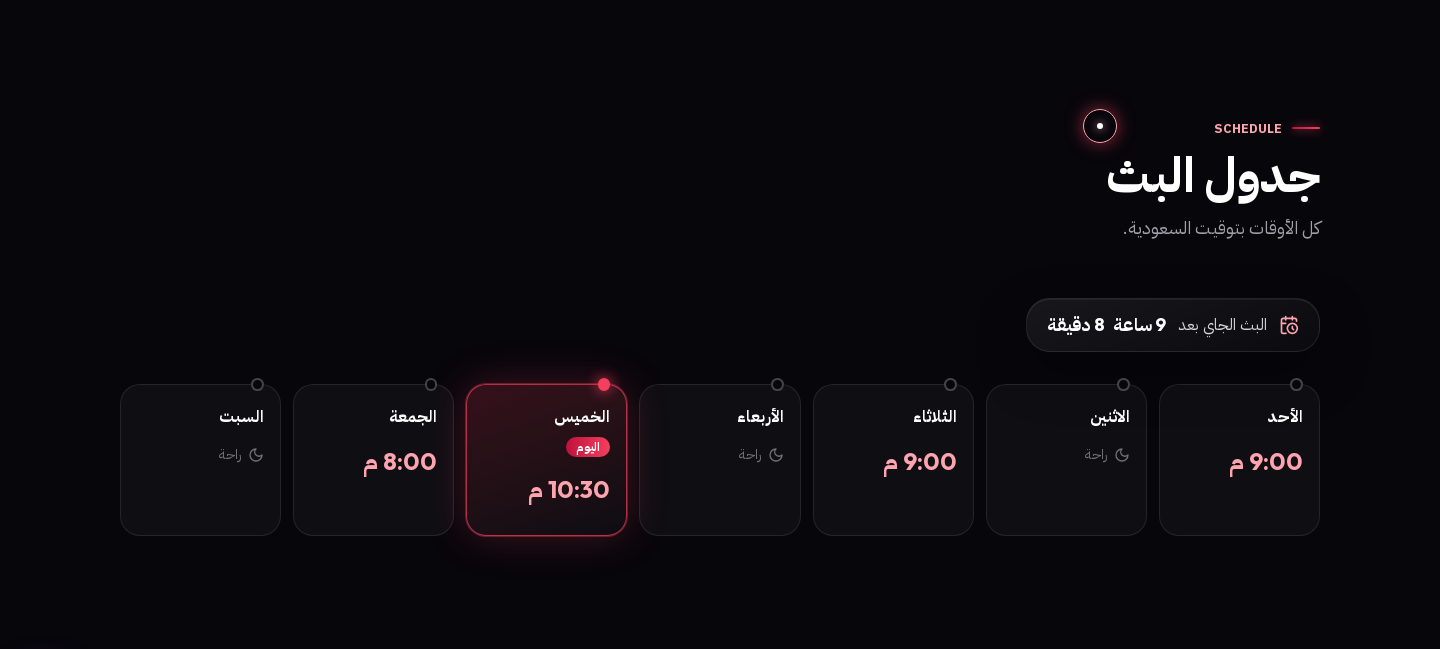 SCHEDULE
جدول البث
كل الأوقات بتوقيت السعودية.
البث الجاي بعد 9 ساعة 8 دقيقة
الأحد
9:00 م
الاثنين
راحة
الثلاثاء
9:00 م
الأربعاء
راحة
الخميس
اليوم
10:30 م
الجمعة
8:00 م
السبت
راحة